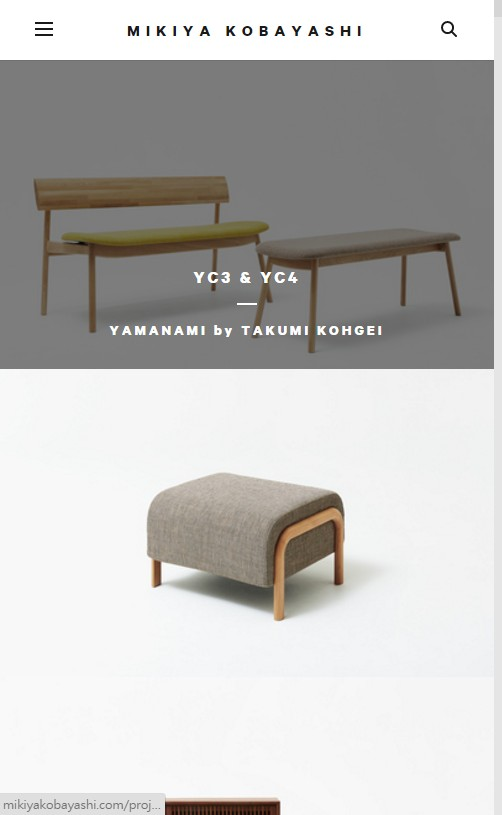 MIKIYA KOBAYASHI
YC3 & YC4
YAMANAMI by TAKUMI KOHGEI
mikiyakobayashi.com/proj...